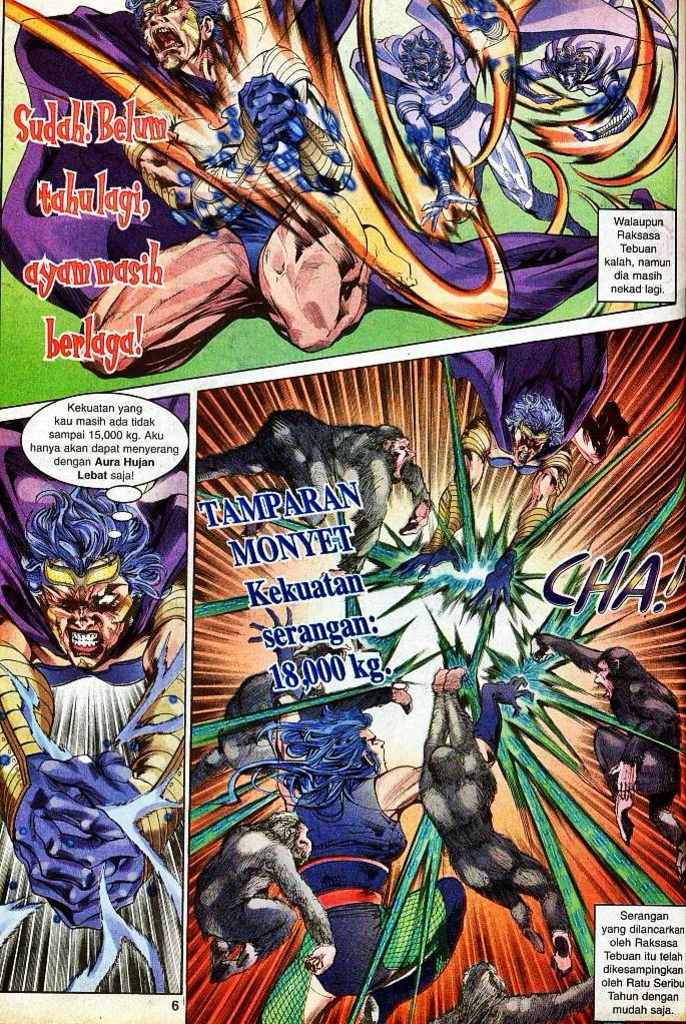 Sudah! Belum
tahu lagi,
ayam masih
berlaga!
Walaupun
Raksasa
Tebuan
kalah, namun
dia masih
nekad lagi.
Kekuatan yang
kau masih ada tidak
sampai 15,000 kg. Aku
hanya akan dapat menyerang
dengan Aura Hujan
Lebat saja!
TAMPARAN
MONYET
Kekuatan
serangan:
18,000 kg.
CHA!
Serangan
yang dilancarkan
oleh Raksasa
Tebuan itu telah
dikesampingkan
oleh Ratu Seribu
Tahun dengan
mudah saja.
6